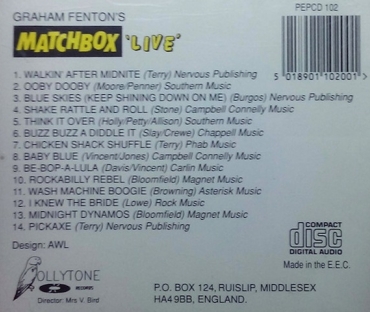 GRAHAM FENTON'S
PEPCD 102
MATCHBOX 'LIVE'
5 018901 102001 >
1. WALKIN' AFTER MIDNITE (Terry) Nervous Publishing
2. OOBY DOOBY (Moore/Penner) Southern Music
3. BLUE SKIES (KEEP SHINING DOWN ON ME) (Burgos) Nervous Publishing
4. SHAKE RATTLE AND ROLL (Stone) Campbell Connelly Music
5. THINK IT OVER (Holly/Petty/Allison) Southern Music
6. BUZZ BUZZ A DIDDLE IT (Slay/Crewe) Chappell Music
7. CHICKEN SHACK SHUFFLE (Terry) Phab Music
8. BABY BLUE (Vincent/Jones) Campbell Connelly Music
9. BE-BOP-A-LULA (Davis/Vincent) Carlin Music
10. ROCKABILLY REBEL (Bloomfield) Magnet Music
11. WASH MACHINE BOOGIE (Browning) Asterisk Music
12. I KNEW THE BRIDE (Lowe) Rock Music
13. MIDNIGHT DYNAMOS (Bloomfield) Magnet Music
14. PICKAXE (Terry) Nervous Publishing
Design: AWL
JOLLYTONE
RECORDS
Director: Mrs V. Bird
COMPACT
disc
DIGITAL AUDIO
Made in the E.E.C.
P.O. BOX 124, RUISLIP, MIDDLESEX
HA4 9BB, ENGLAND.